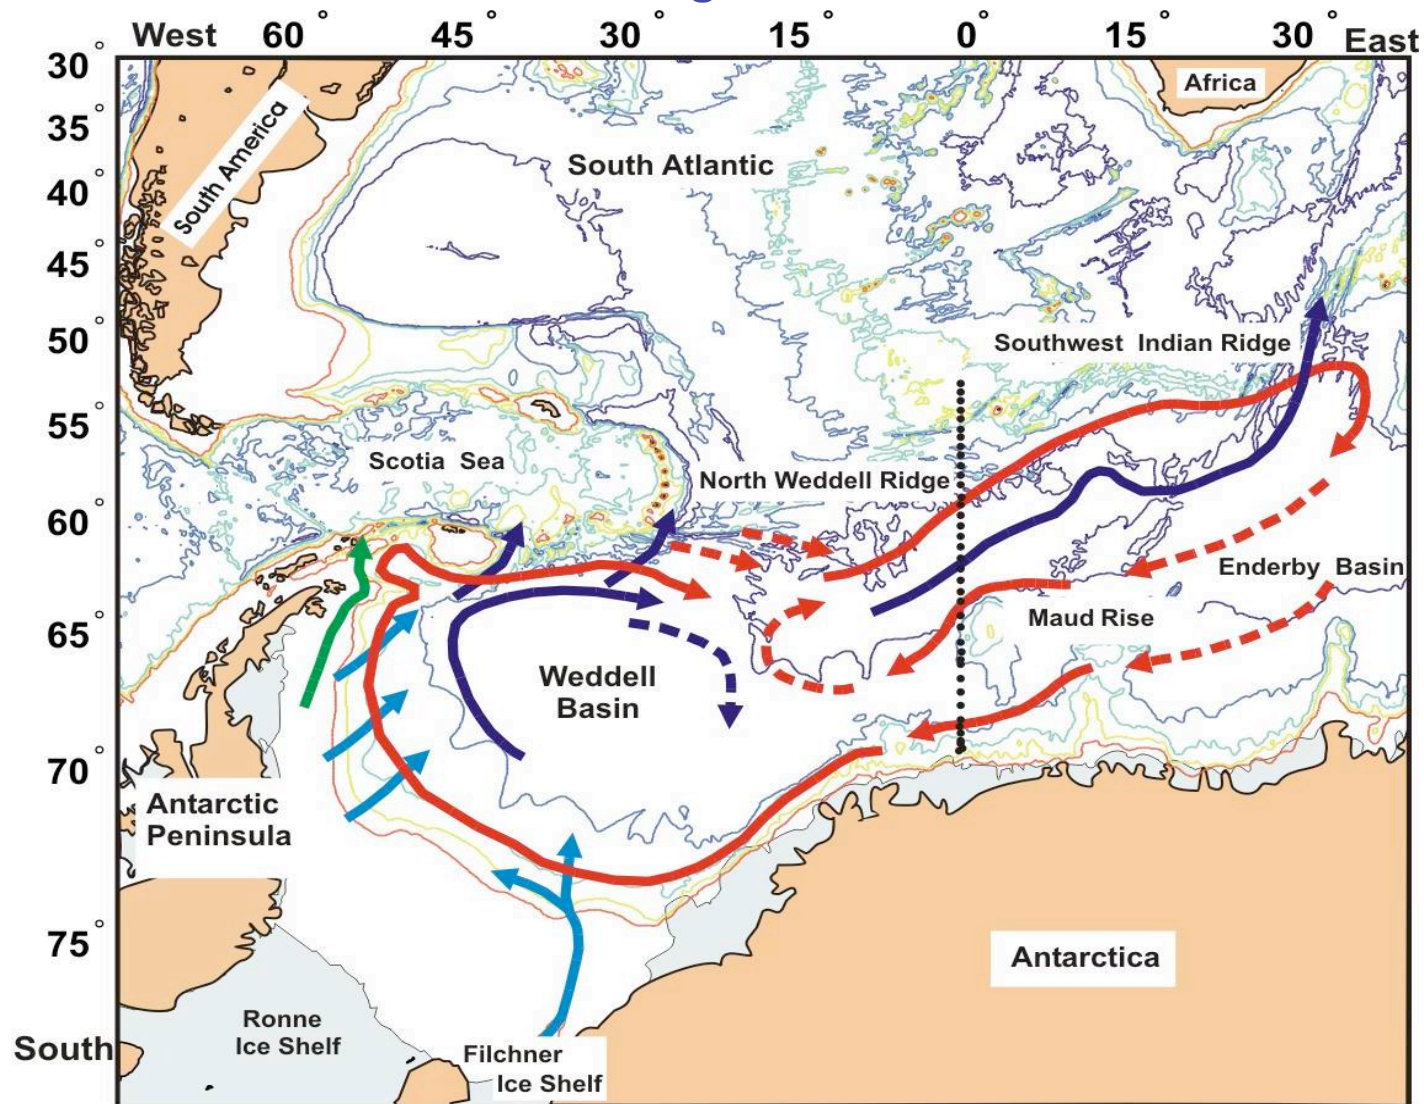 West 60° 45° 30° 15° 0° 15° 30° East
30°
35°
40°
45°
50°
55°
60°
65°
70°
75°
South
South America
Africa
South Atlantic
Southwest Indian Ridge
Scotia Sea
North Weddell Ridge
Enderby Basin
Maud Rise
Weddell
Basin
Antarctic
Peninsula
Antarctica
Ronne
Ice Shelf
Filchner
Ice Shelf